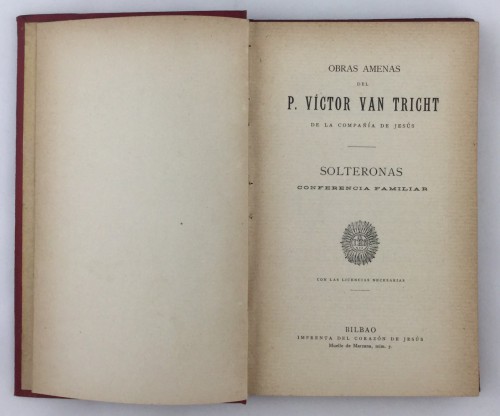 OBRAS AMENAS
DEL
P. VÍCTOR VAN TRICHT
DE LA COMPAÑÍA DE JESÚS
SOLTERONAS
CONFERENCIA FAMILIAR
CON LAS LICENCIAS NECESARIAS
BILBAO
IMPRENTA DEL CORAZÓN DE JESÚS
Muelle de Marzana, núm. 7.